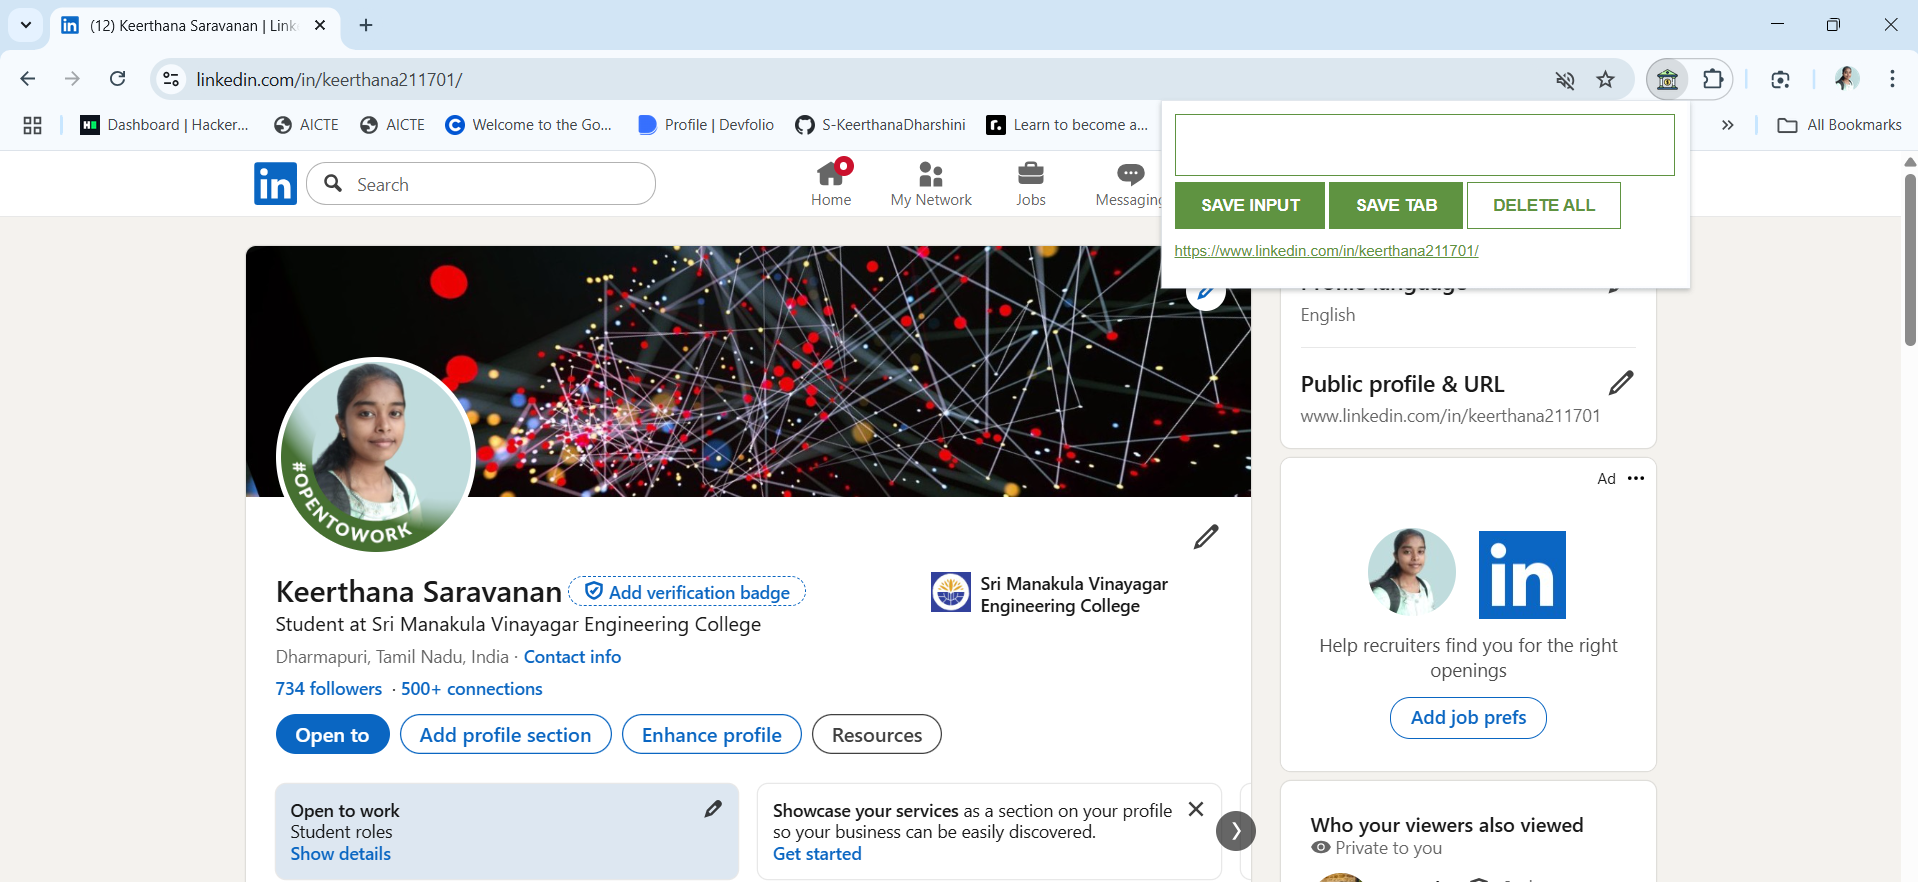 (12) Keerthana Saravanan | Link
linkedin.com/in/keerthana211701/
Dashboard | Hacker...
AICTE
AICTE
Welcome to the Go...
Profile | Devfolio
S-KeerthanaDharshini
Learn to become a...
All Bookmarks
in
Search
Home
My Network
Jobs
Messaging
SAVE INPUT
SAVE TAB
DELETE ALL
https://www.linkedin.com/in/keerthana211701/
Profile language
English
Public profile & URL
www.linkedin.com/in/keerthana211701
#OPENTOWORK
Keerthana Saravanan
Add verification badge
Student at Sri Manakula Vinayagar Engineering College
Dharmapuri, Tamil Nadu, India · Contact info
734 followers · 500+ connections
Sri Manakula Vinayagar
Engineering College
Open to
Add profile section
Enhance profile
Resources
Open to work
Student roles
Show details
Showcase your services as a section on your profile
so your business can be easily discovered.
Get started
Ad
in
Help recruiters find you for the right
openings
Add job prefs
Who your viewers also viewed
Private to you